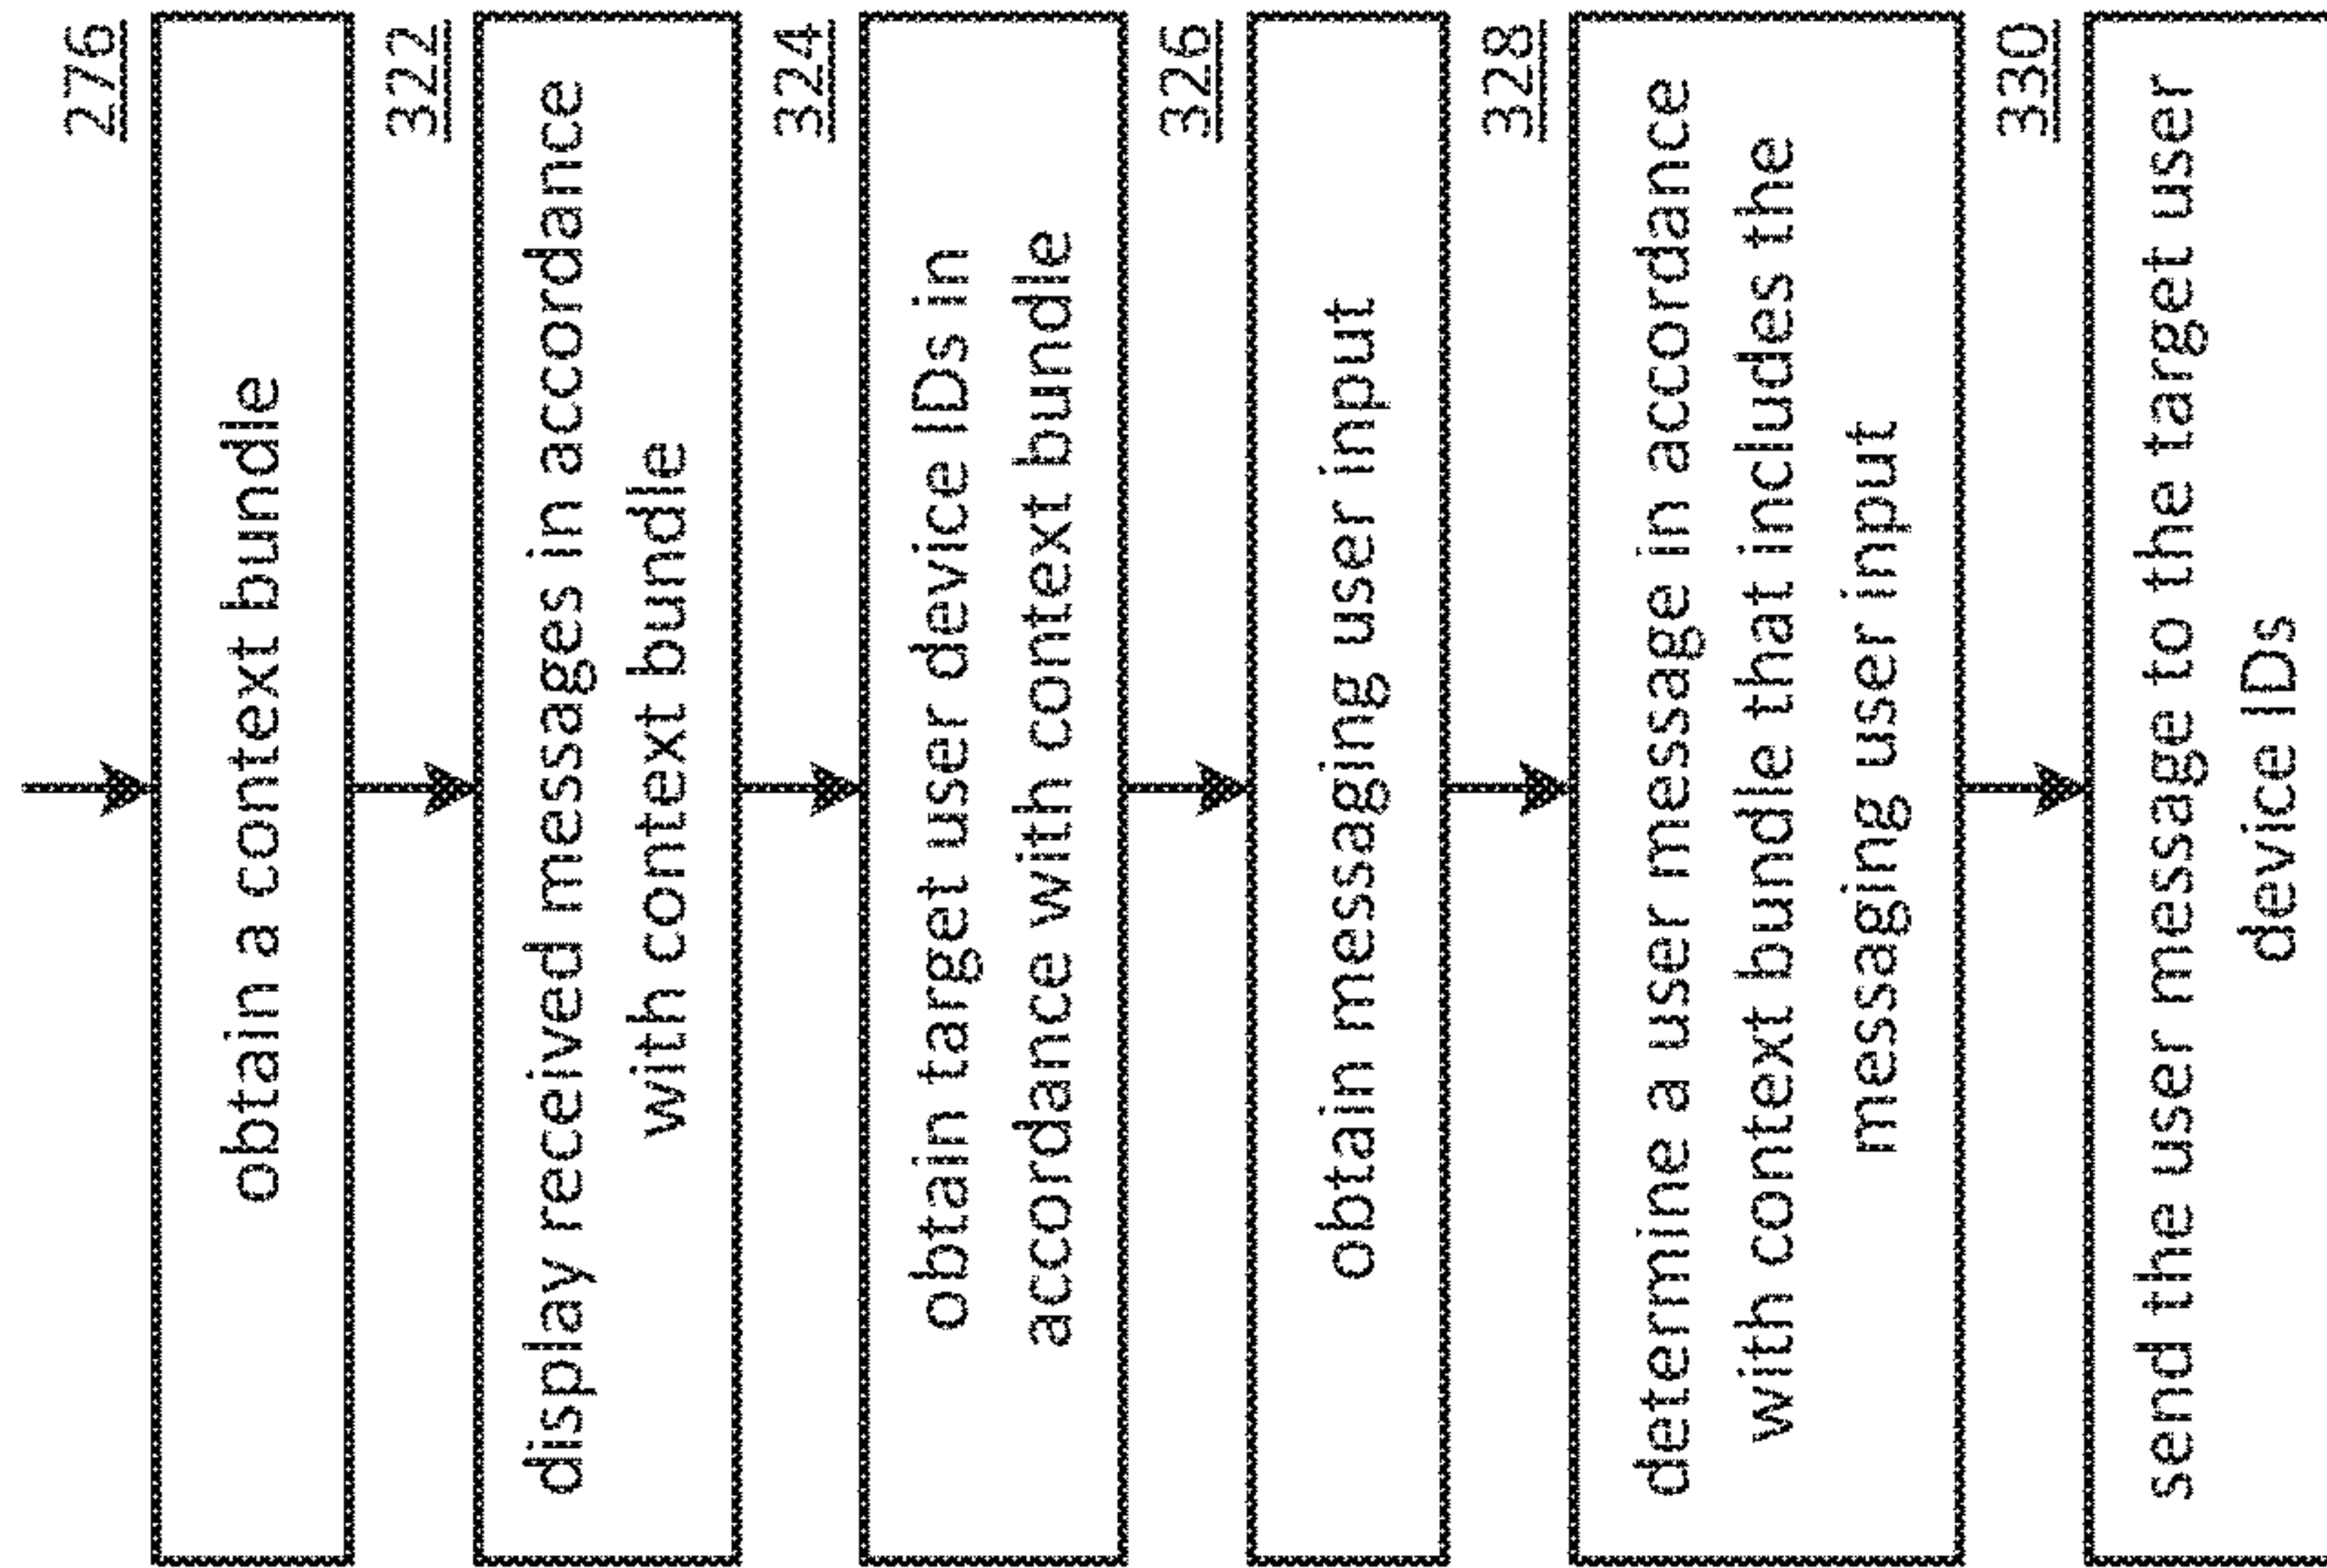 276
obtain a context bundle
322
display received messages in accordance
with context bundle
324
obtain target user device IDs in
accordance with context bundle
326
obtain messaging user input
328
determine a user message in accordance
with context bundle that includes the
messaging user input
330
send the user message to the target user
device IDs